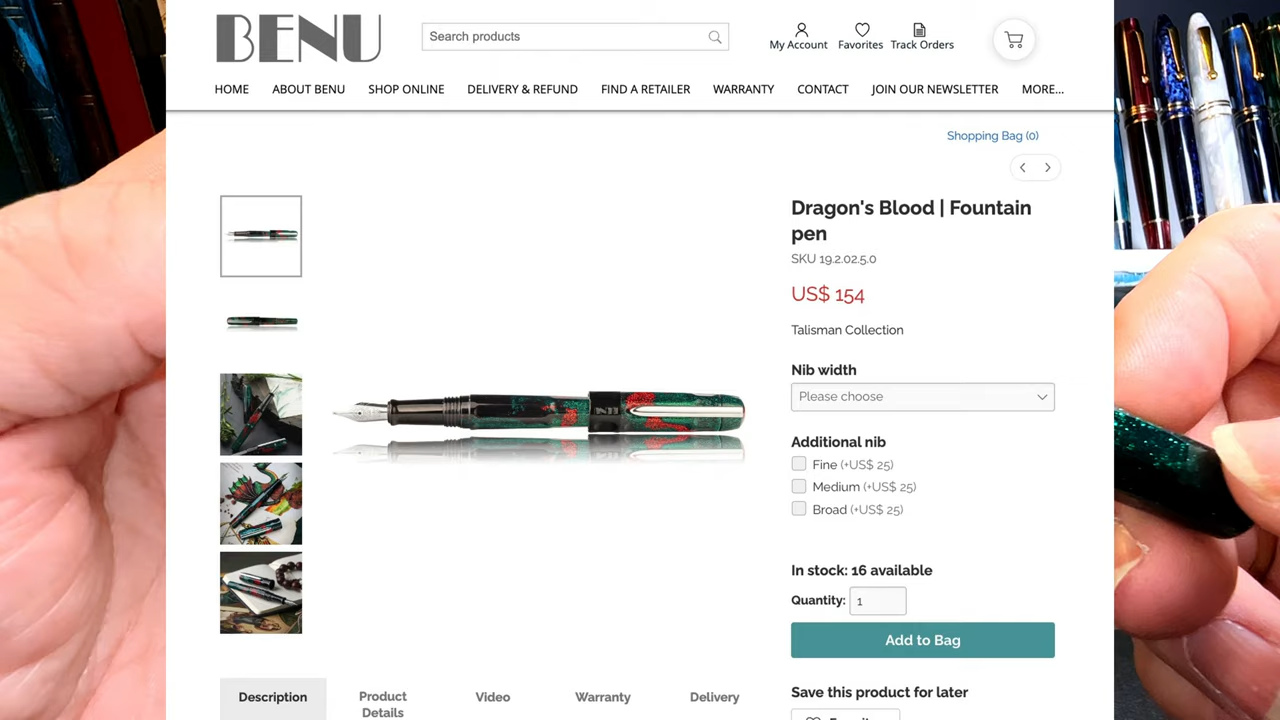 BENU
Search products
My Account
Favorites
Track Orders
HOME
ABOUT BENU
SHOP ONLINE
DELIVERY & REFUND
FIND A RETAILER
WARRANTY
CONTACT
JOIN OUR NEWSLETTER
MORE...
Shopping Bag (0)
Dragon's Blood | Fountain
pen
SKU 19.2.02.5.0
US$ 154
Talisman Collection
Nib width
Please choose
Additional nib
Fine (+US$ 25)
Medium (+US$ 25)
Broad (+US$ 25)
In stock: 16 available
Quantity: 1
Add to Bag
Description
Product
Details
Video
Warranty
Delivery
Save this product for later